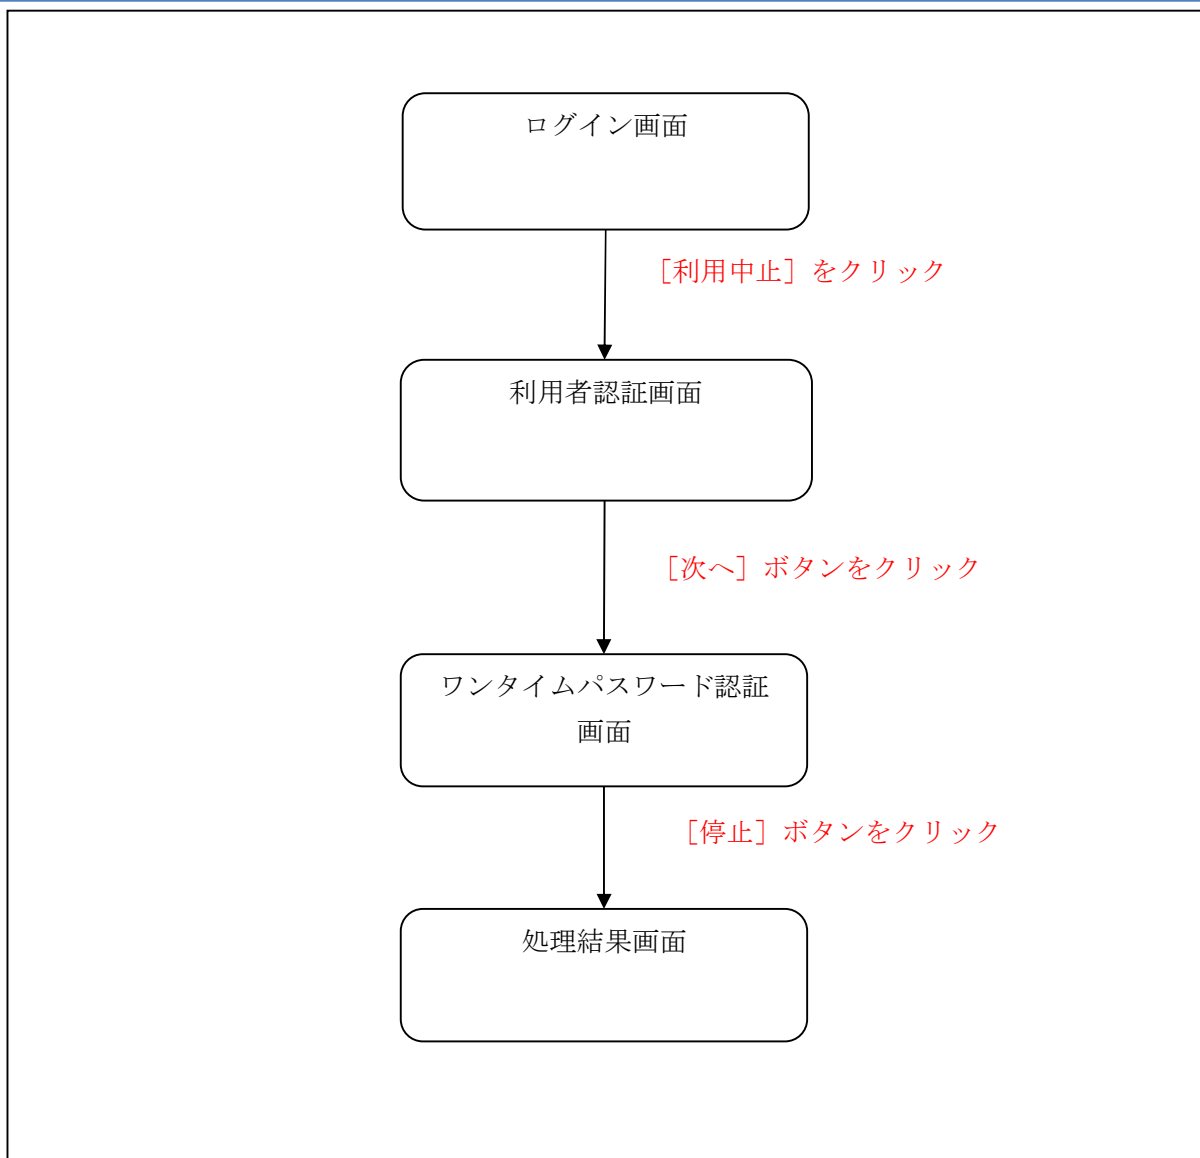 ログイン画面
［利用中止］をクリック
利用者認証画面
［次へ］ボタンをクリック
ワンタイムパスワード認証
画面
［停止］ボタンをクリック
処理結果画面